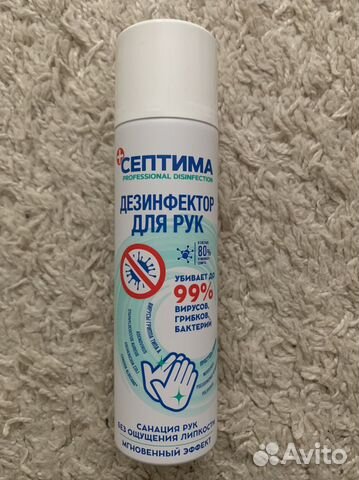 СЕПТИМА
PROFESSIONAL DISINFECTION
ДЕЗИНФЕКТОР
ДЛЯ РУК
80%
УБИВАЕТ ДО
99%
ВИРУСОВ,
ГРИБКОВ,
БАКТЕРИЙ
САНАЦИЯ РУК
БЕЗ ОЩУЩЕНИЯ ЛИПКОСТИ
МГНОВЕННЫЙ ЭФФЕКТ
Avito